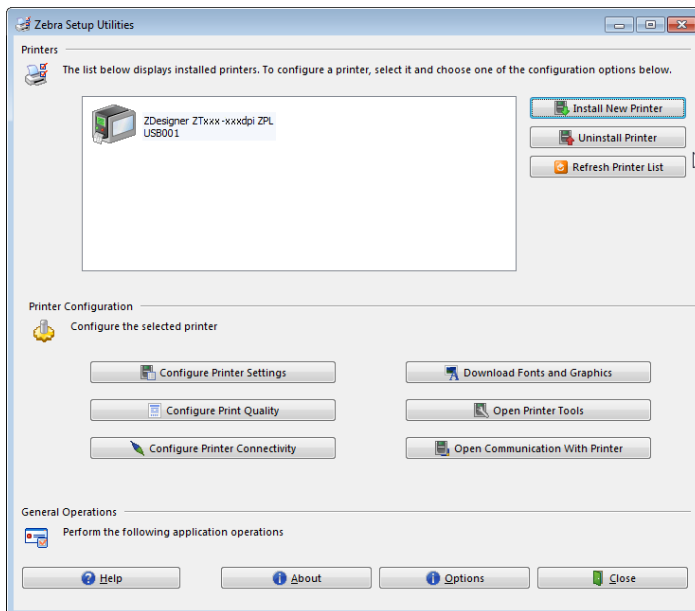 Zebra Setup Utilities
Printers
The list below displays installed printers. To configure a printer, select it and choose one of the configuration options below.
ZDesigner ZTxxx-xxxdpi ZPL
USB001
Install New Printer
Uninstall Printer
Refresh Printer List
Printer Configuration
Configure the selected printer
Configure Printer Settings
Download Fonts and Graphics
Configure Print Quality
Open Printer Tools
Configure Printer Connectivity
Open Communication With Printer
General Operations
Perform the following application operations
Help
About
Options
Close